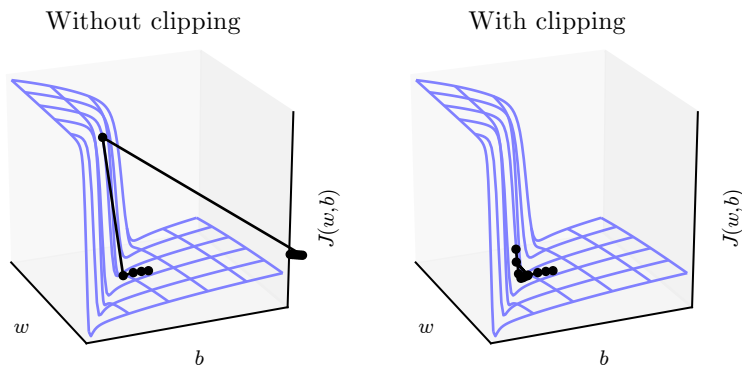 Without clipping
With clipping
J(w,b)
J(w,b)
w
w
b
b